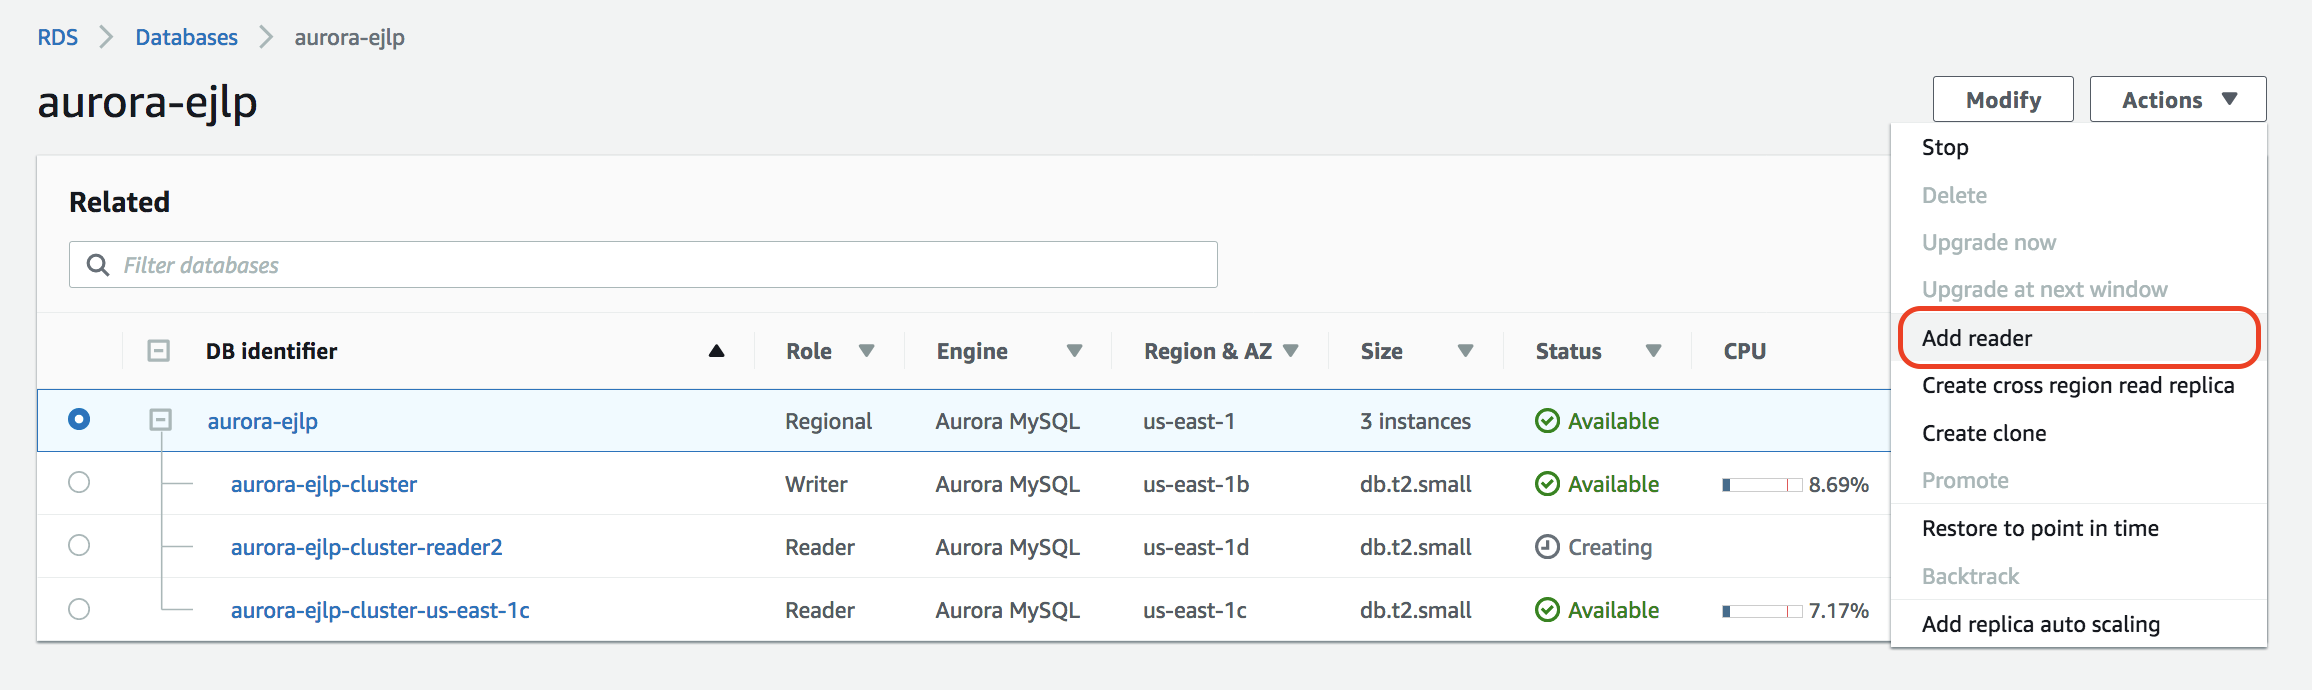 RDS > Databases > aurora-ejlp
aurora-ejlp
Modify
Actions
Stop
Delete
Upgrade now
Upgrade at next window
Add reader
Create cross region read replica
Create clone
Promote
Restore to point in time
Backtrack
Add replica auto scaling
Related
Filter databases
DB identifier Role Engine Region & AZ Size Status CPU
aurora-ejlp Regional Aurora MySQL us-east-1 3 instances Available
aurora-ejlp-cluster Writer Aurora MySQL us-east-1b db.t2.small Available 8.69%
aurora-ejlp-cluster-reader2 Reader Aurora MySQL us-east-1d db.t2.small Creating
aurora-ejlp-cluster-us-east-1c Reader Aurora MySQL us-east-1c db.t2.small Available 7.17%